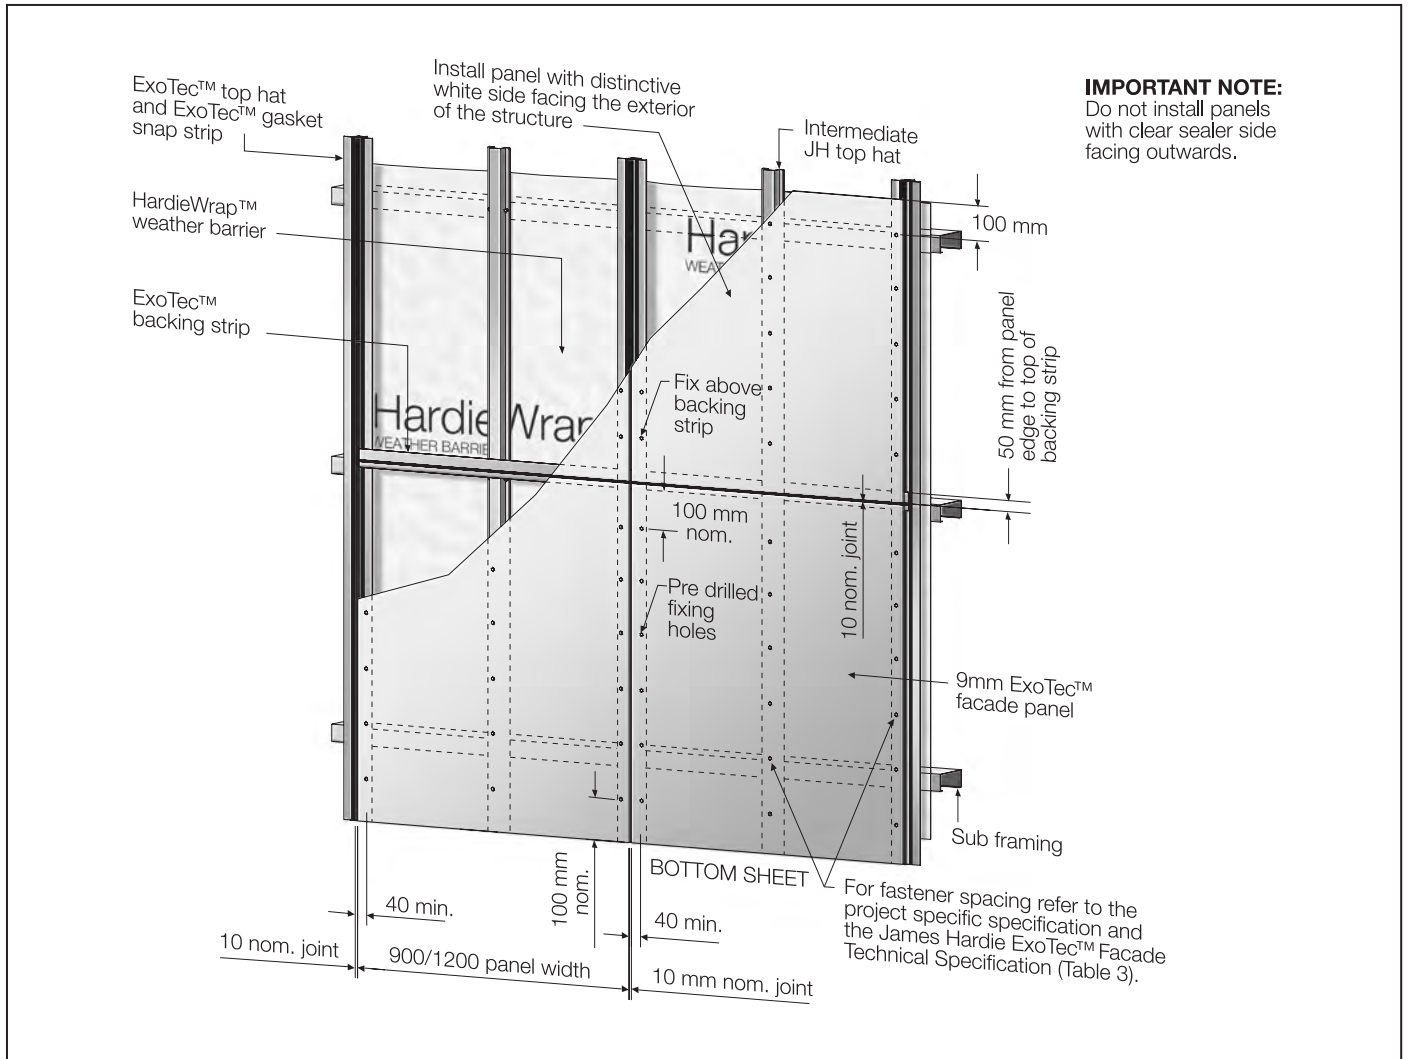 ExoTec™ top hat
and ExoTec™ gasket
snap strip
Install panel with distinctive
white side facing the exterior
of the structure
Intermediate
JH top hat
IMPORTANT NOTE:
Do not install panels
with clear sealer side
facing outwards.
HardieWrap™
weather barrier
100 mm
Har
WEAT
ExoTec™
backing strip
50 mm from panel
edge to top of
backing strip
Fix above
backing
strip
HardieWrap
WEATHER BARRIE
100 mm
nom.
10 nom. joint
Pre drilled
fixing
holes
9mm ExoTec™
facade panel
Sub framing
BOTTOM SHEET
100 mm
nom.
For fastener spacing refer to the
project specific specification and
the James Hardie ExoTec™ Facade
Technical Specification (Table 3).
40 min.
40 min.
10 nom. joint
900/1200 panel width
10 mm nom. joint